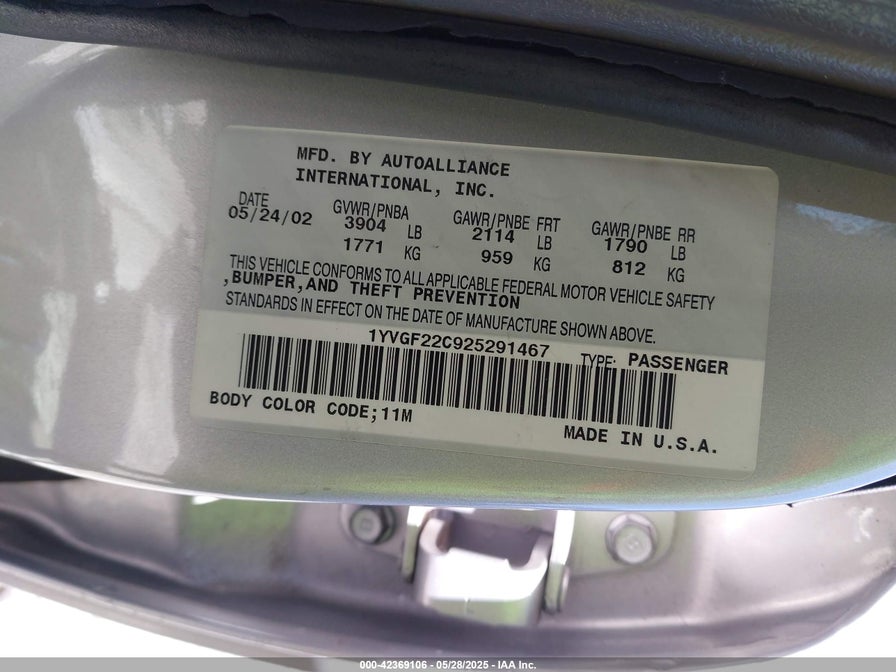 MFD. BY AUTOALLIANCE
INTERNATIONAL, INC.
DATE GVWR/PNBA GAWR/PNBE FRT GAWR/PNBE RR
05/24/02 3904 LB 2114 LB 1790 LB
1771 KG 959 KG 812 KG
THIS VEHICLE CONFORMS TO ALL APPLICABLE FEDERAL MOTOR VEHICLE SAFETY
,BUMPER,AND THEFT PREVENTION
STANDARDS IN EFFECT ON THE DATE OF MANUFACTURE SHOWN ABOVE.
1YVGF22C925291467 TYPE: PASSENGER
BODY COLOR CODE;11M
MADE IN U.S.A.
000-42369106 - 05/28/2025 - IAA Inc.